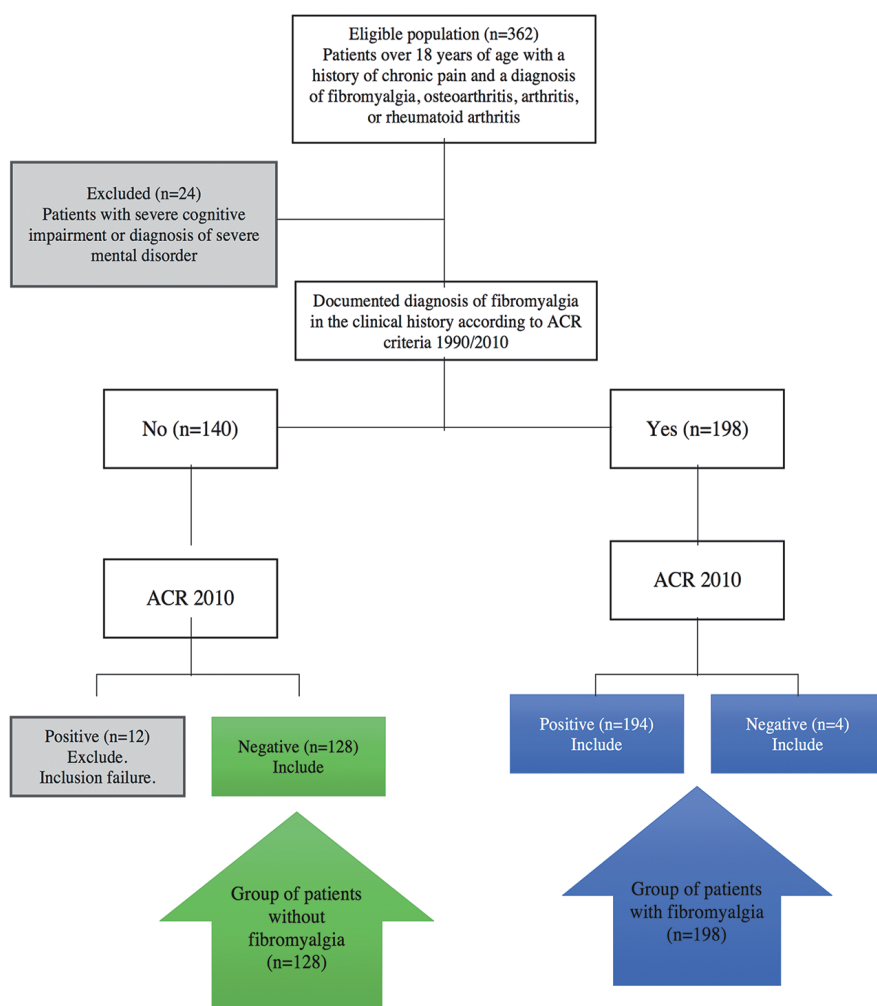 Eligible population (n=362)
Patients over 18 years of age with a
history of chronic pain and a diagnosis
of fibromyalgia, osteoarthritis, arthritis,
or rheumatoid arthritis
Excluded (n=24)
Patients with severe cognitive
impairment or diagnosis of severe
mental disorder
Documented diagnosis of fibromyalgia
in the clinical history according to ACR
criteria 1990/2010
No (n=140)
Yes (n=198)
ACR 2010
ACR 2010
Positive (n=12)
Exclude.
Inclusion failure.
Negative (n=128)
Include
Positive (n=194)
Include
Negative (n=4)
Include
Group of patients
without
fibromyalgia
(n=128)
Group of patients
with fibromyalgia
(n=198)